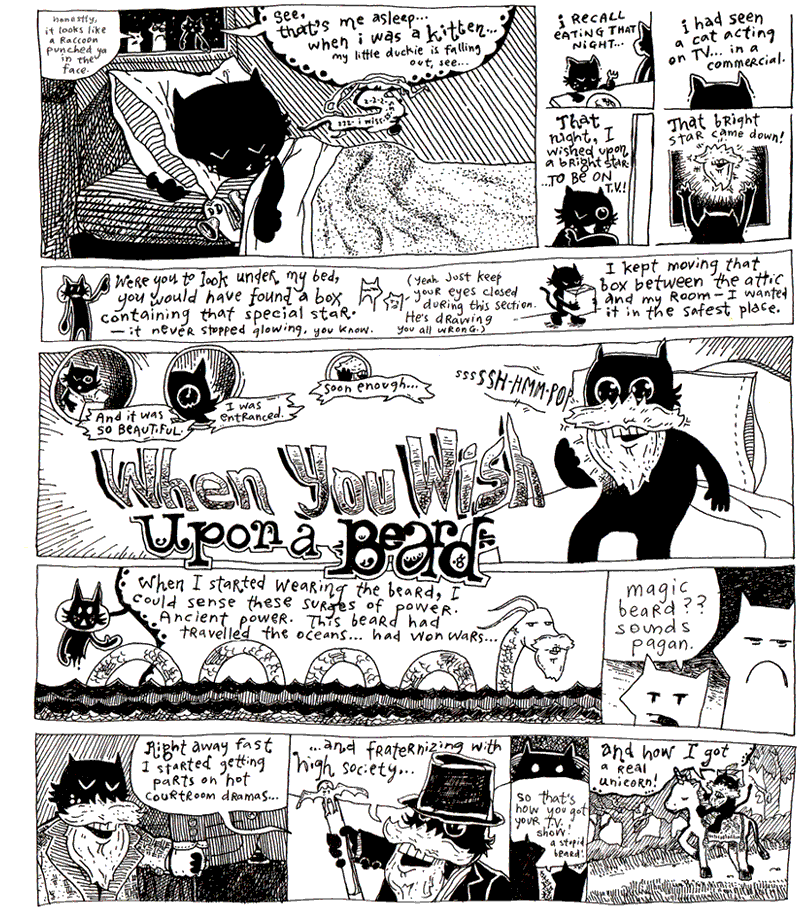 honestly,
it looks like
a Raccoon
punched ya
in the
face.
See,
that's me asleep...
when i was a kitten...
my little duckie is falling
out, see...
z-z-z-
zzz- i miss
i RECALL
EATING THAT
NIGHT...
i had seen
a cat acting
on TV... in a
commercial.
That
night, I
wished upon
a bright star
...TO BE ON
T.V.!
That bright
STAR came down!
Were you to look under my bed,
you would have found a box
containing that special star.
— it never stopped glowing, you know.
(Yeah Just keep
your eyes closed
during this section.
He's drawing
you all wrong.)
I kept moving that
box between the attic
and my Room — I wanted
it in the safest place.
And it was
SO BEAUTIFUL.
I was
entranced.
soon enough...
ssssSSH-HMM-POP
When You Wish
Upon a Beard
When I started wearing the beard, I
could sense these surges of power.
Ancient power. This beard had
travelled the oceans... had won wars...
magic
beard??
sounds
pagan.
Right away fast
I started getting
parts on hot
courtroom dramas...
...and fraternizing with
high society...
so that's
how you got
your T.V.
show!
a stupid
beard!
and how I got
a real
unicorn!